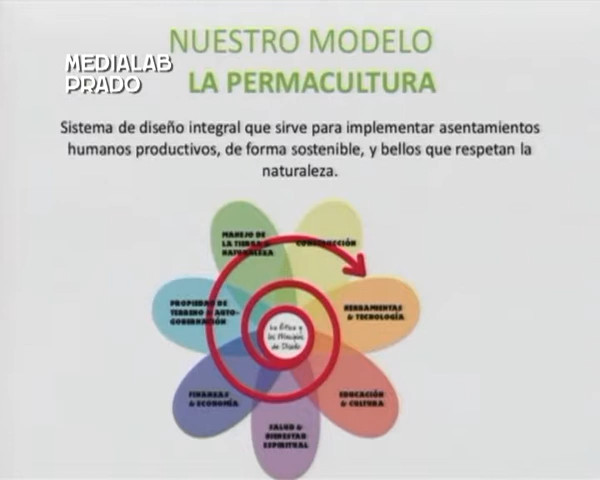 NUESTRO MODELO
MEDIALAB
PRADO
LA PERMACULTURA
Sistema de diseño integral que sirve para implementar asentamientos
humanos productivos, de forma sostenible, y bellos que respetan la
naturaleza.
MANEJO DE
LA TIERRA &
NATURALEZA
CONSTRUCCIÓN
PROPIEDAD DE
TERRENO & AUTO-
GOBERNACIÓN
HERRAMIENTAS
& TECNOLOGÍA
La Ética y
los Principios
de Diseño
FINANZAS
& ECONOMÍA
EDUCACIÓN
& CULTURA
SALUD &
BIENESTAR
ESPIRITUAL